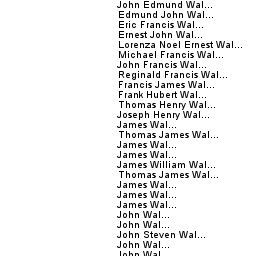 John Edmund Wal...
Edmund John Wal...
Eric Francis Wal...
Ernest John Wal...
Lorenza Noel Ernest Wal...
Michael Francis Wal...
John Francis Wal...
Reginald Francis Wal...
Francis James Wal...
Frank Hubert Wal...
Thomas Henry Wal...
Joseph Henry Wal...
James Wal...
Thomas James Wal...
James Wal...
James Wal...
James William Wal...
Thomas James Wal...
James Wal...
James Wal...
James Wal...
John Wal...
John Wal...
John Steven Wal...
John Wal...
John Wal...